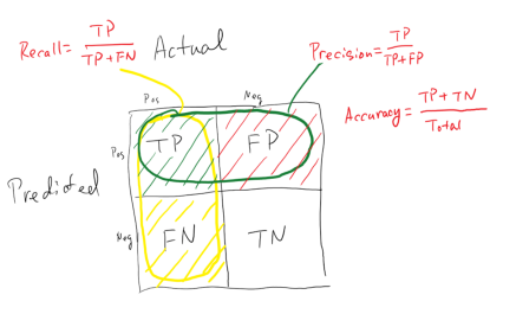 Recall = TP / TP+FN
Actual
Precision = TP / TP+FP
Accuracy = TP + TN / Total
Pos Neg
Pos TP FP
Predicted
Neg FN TN